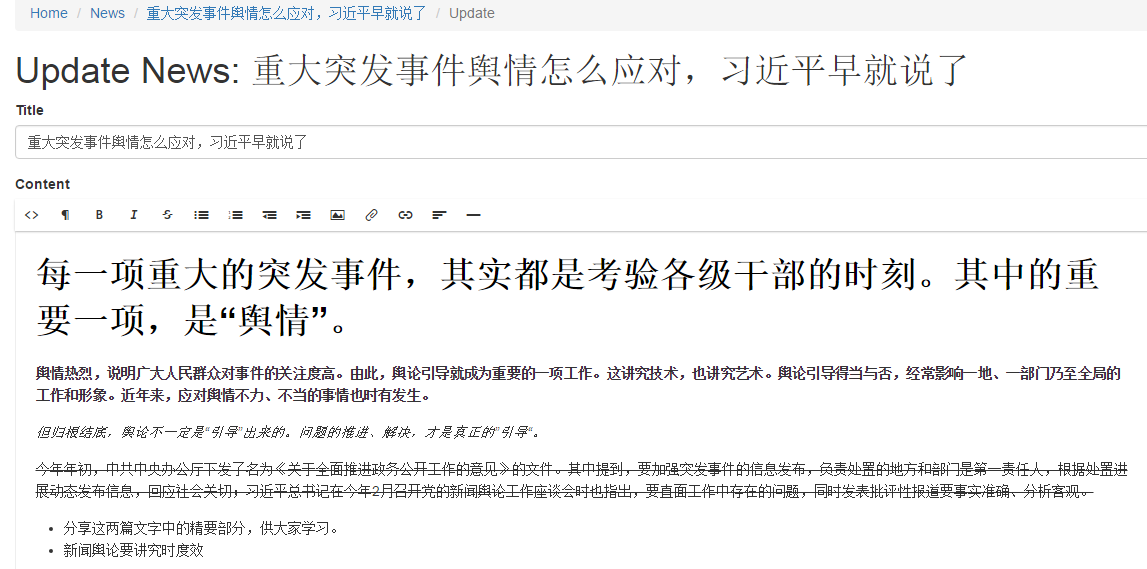 Home / News / 重大突发事件舆情怎么应对，习近平早就说了 / Update
Update News: 重大突发事件舆情怎么应对，习近平早就说了
Title
重大突发事件舆情怎么应对，习近平早就说了
Content
每一项重大的突发事件，其实都是考验各级干部的时刻。其中的重
要一项，是“舆情”。
舆情热烈，说明广大人民群众对事件的关注度高。由此，舆论引导就成为重要的一项工作。这讲究技术，也讲究艺术。舆论引导得当与否，经常影响一地、一部门乃至全局的
工作和形象。近年来，应对舆情不力、不当的事情也时有发生。
但归根结底，舆论不一定是“引导”出来的。问题的推进、解决，才是真正的”引导“。
今年年初，中共中央办公厅下发了名为《关于全面推进政务公开工作的意见》的文件。其中提到，要加强突发事件的信息发布，负责处置的地方和部门是第一责任人，根据处置进
展动态发布信息，回应社会关切；习近平总书记在今年2月召开党的新闻舆论工作座谈会时也指出，要直面工作中存在的问题，同时发表批评性报道要事实准确、分析客观。
• 分享这两篇文字中的精要部分，供大家学习。
• 新闻舆论要讲究时度效